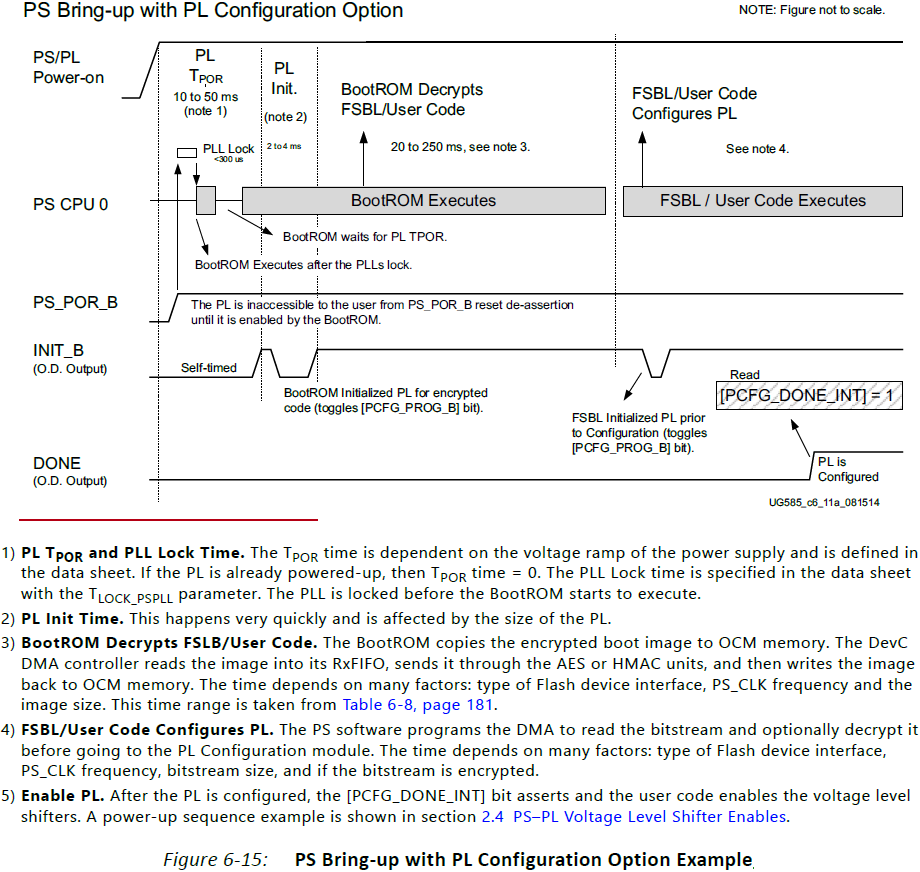 PS Bring-up with PL Configuration Option
NOTE: Figure not to scale.
PS/PL
Power-on
PL
TPOR
10 to 50 ms
(note 1)
PL
Init.
(note 2)
2 to 4 ms
BootROM Decrypts
FSBL/User Code
20 to 250 ms, see note 3.
FSBL/User Code
Configures PL
See note 4.
PLL Lock
<300 us
PS CPU 0
BootROM Executes
FSBL / User Code Executes
BootROM waits for PL TPOR.
BootROM Executes after the PLLs lock.
PS_POR_B
The PL is inaccessible to the user from PS_POR_B reset de-assertion
until it is enabled by the BootROM.
INIT_B
(O.D. Output)
Self-timed
BootROM Initialized PL for encrypted
code (toggles [PCFG_PROG_B] bit).
FSBL Initialized PL prior
to Configuration (toggles
[PCFG_PROG_B] bit).
Read
[PCFG_DONE_INT] = 1
DONE
(O.D. Output)
PL is
Configured
UG585_c6_11a_081514
1) PL TPOR and PLL Lock Time. The TPOR time is dependent on the voltage ramp of the power supply and is defined in
the data sheet. If the PL is already powered-up, then TPOR time = 0. The PLL Lock time is specified in the data sheet
with the TLOCK_PSPLL parameter. The PLL is locked before the BootROM starts to execute.
2) PL Init Time. This happens very quickly and is affected by the size of the PL.
3) BootROM Decrypts FSLB/User Code. The BootROM copies the encrypted boot image to OCM memory. The DevC
DMA controller reads the image into its RxFIFO, sends it through the AES or HMAC units, and then writes the image
back to OCM memory. The time depends on many factors: type of Flash device interface, PS_CLK frequency and the
image size. This time range is taken from Table 6-8, page 181.
4) FSBL/User Code Configures PL. The PS software programs the DMA to read the bitstream and optionally decrypt it
before going to the PL Configuration module. The time depends on many factors: type of Flash device interface,
PS_CLK frequency, bitstream size, and if the bitstream is encrypted.
5) Enable PL. After the PL is configured, the [PCFG_DONE_INT] bit asserts and the user code enables the voltage level
shifters. A power-up sequence example is shown in section 2.4 PS–PL Voltage Level Shifter Enables.
Figure 6-15: PS Bring-up with PL Configuration Option Example